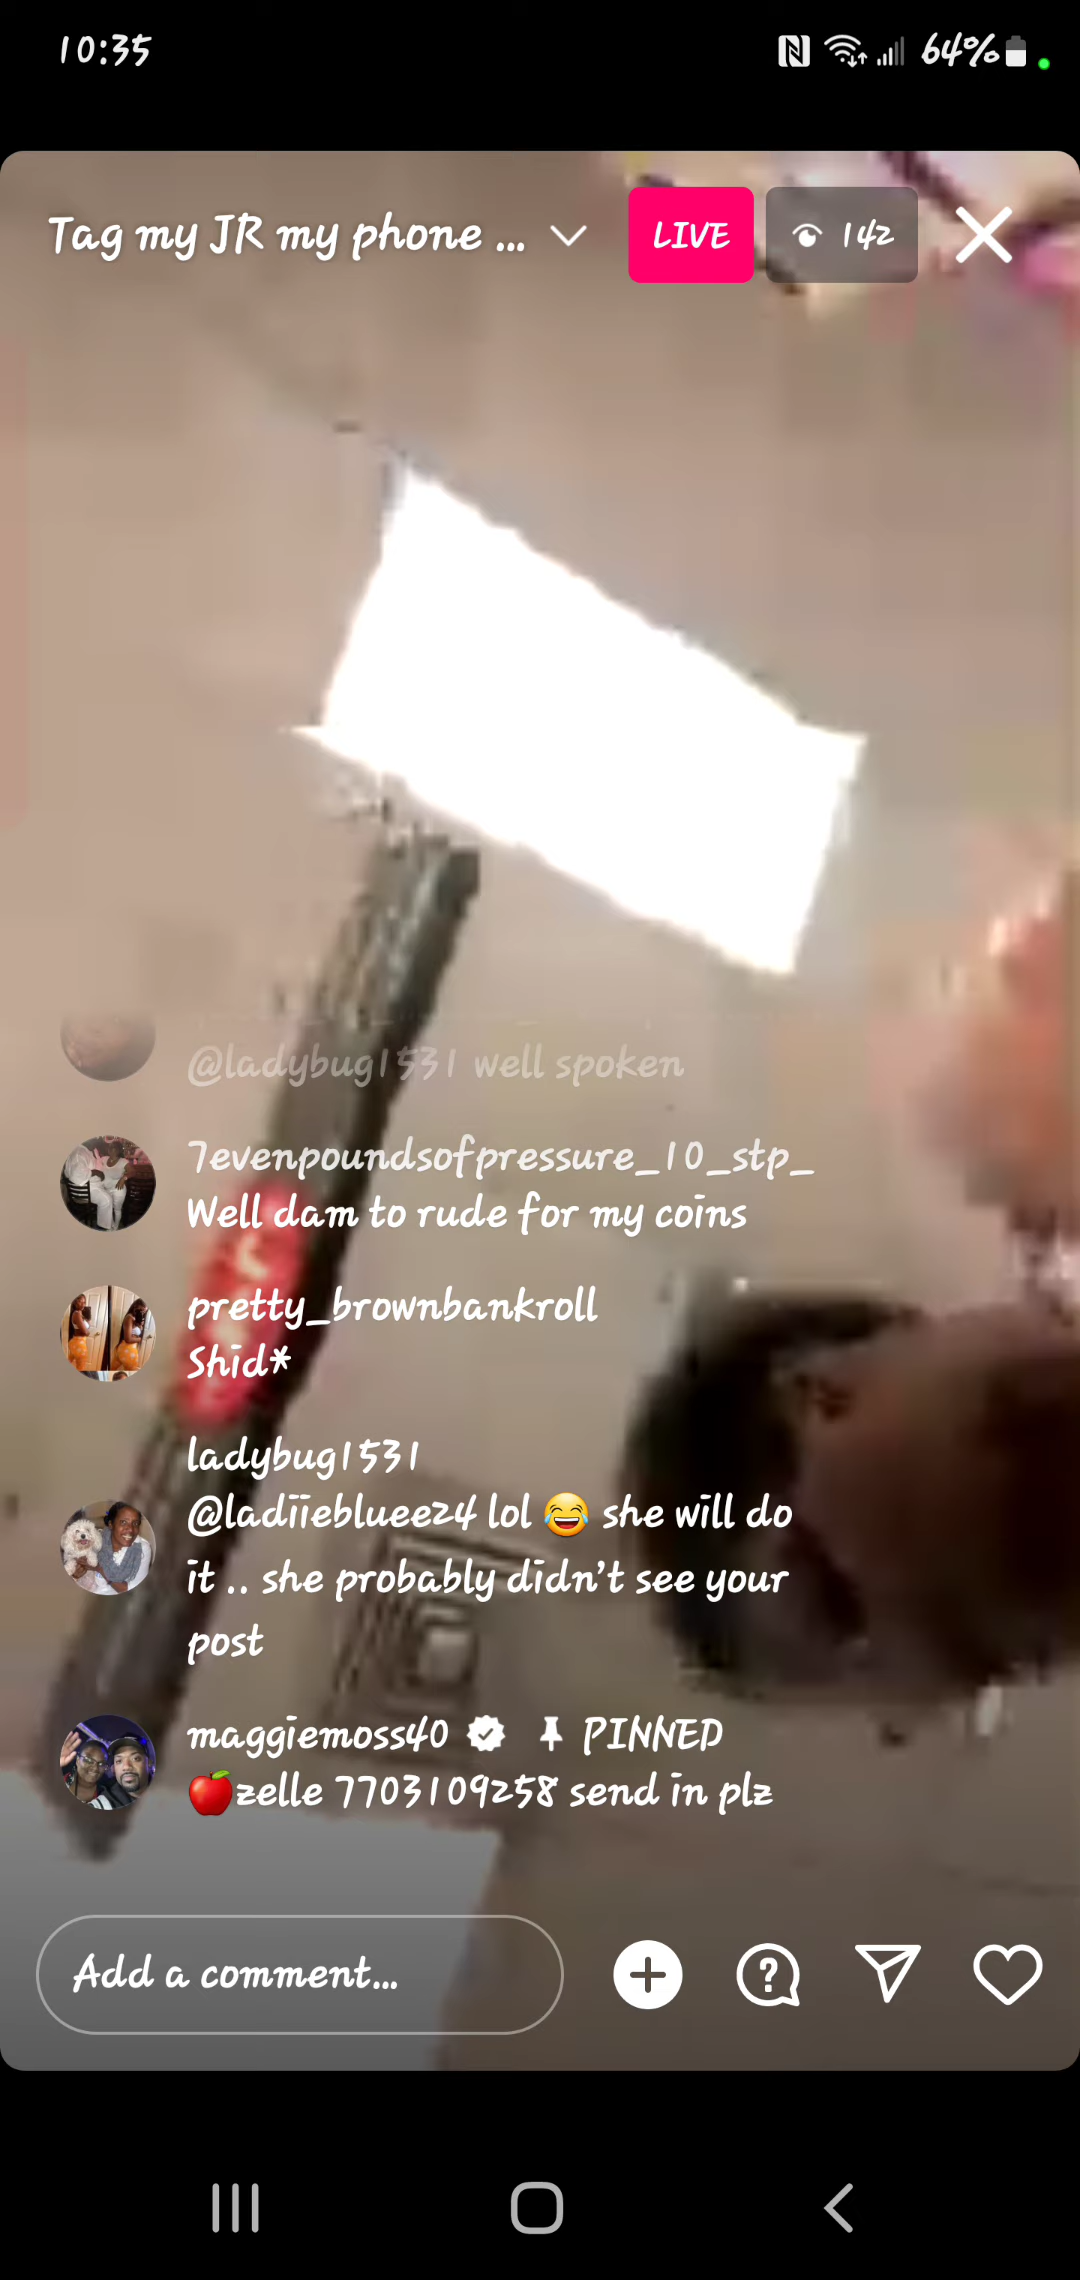 10:35
64%
Tag my JR my phone ...
LIVE
142
@ladybug1531 well spoken
7evenpoundsofpressure_10_stp_
Well dam to rude for my coins
pretty_brownbankroll
Shid*
ladybug1531
@ladiiebluee24 lol 😂 she will do
it .. she probably didn't see your
post
maggiemoss40 PINNED
🍎zelle 7703109258 send in plz
Add a comment...